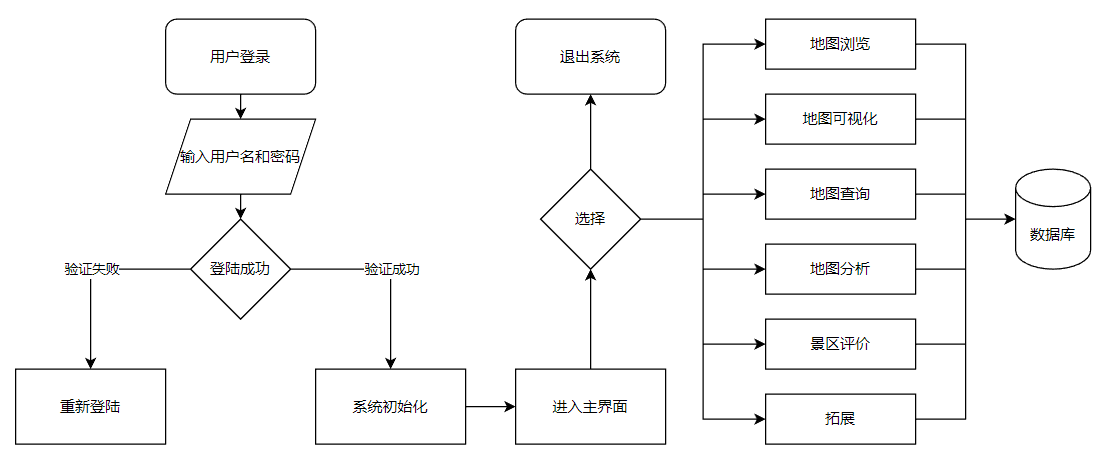 用户登录
输入用户名和密码
登陆成功
验证失败
验证成功
重新登陆
系统初始化
进入主界面
选择
退出系统
地图浏览
地图可视化
地图查询
地图分析
景区评价
拓展
数据库